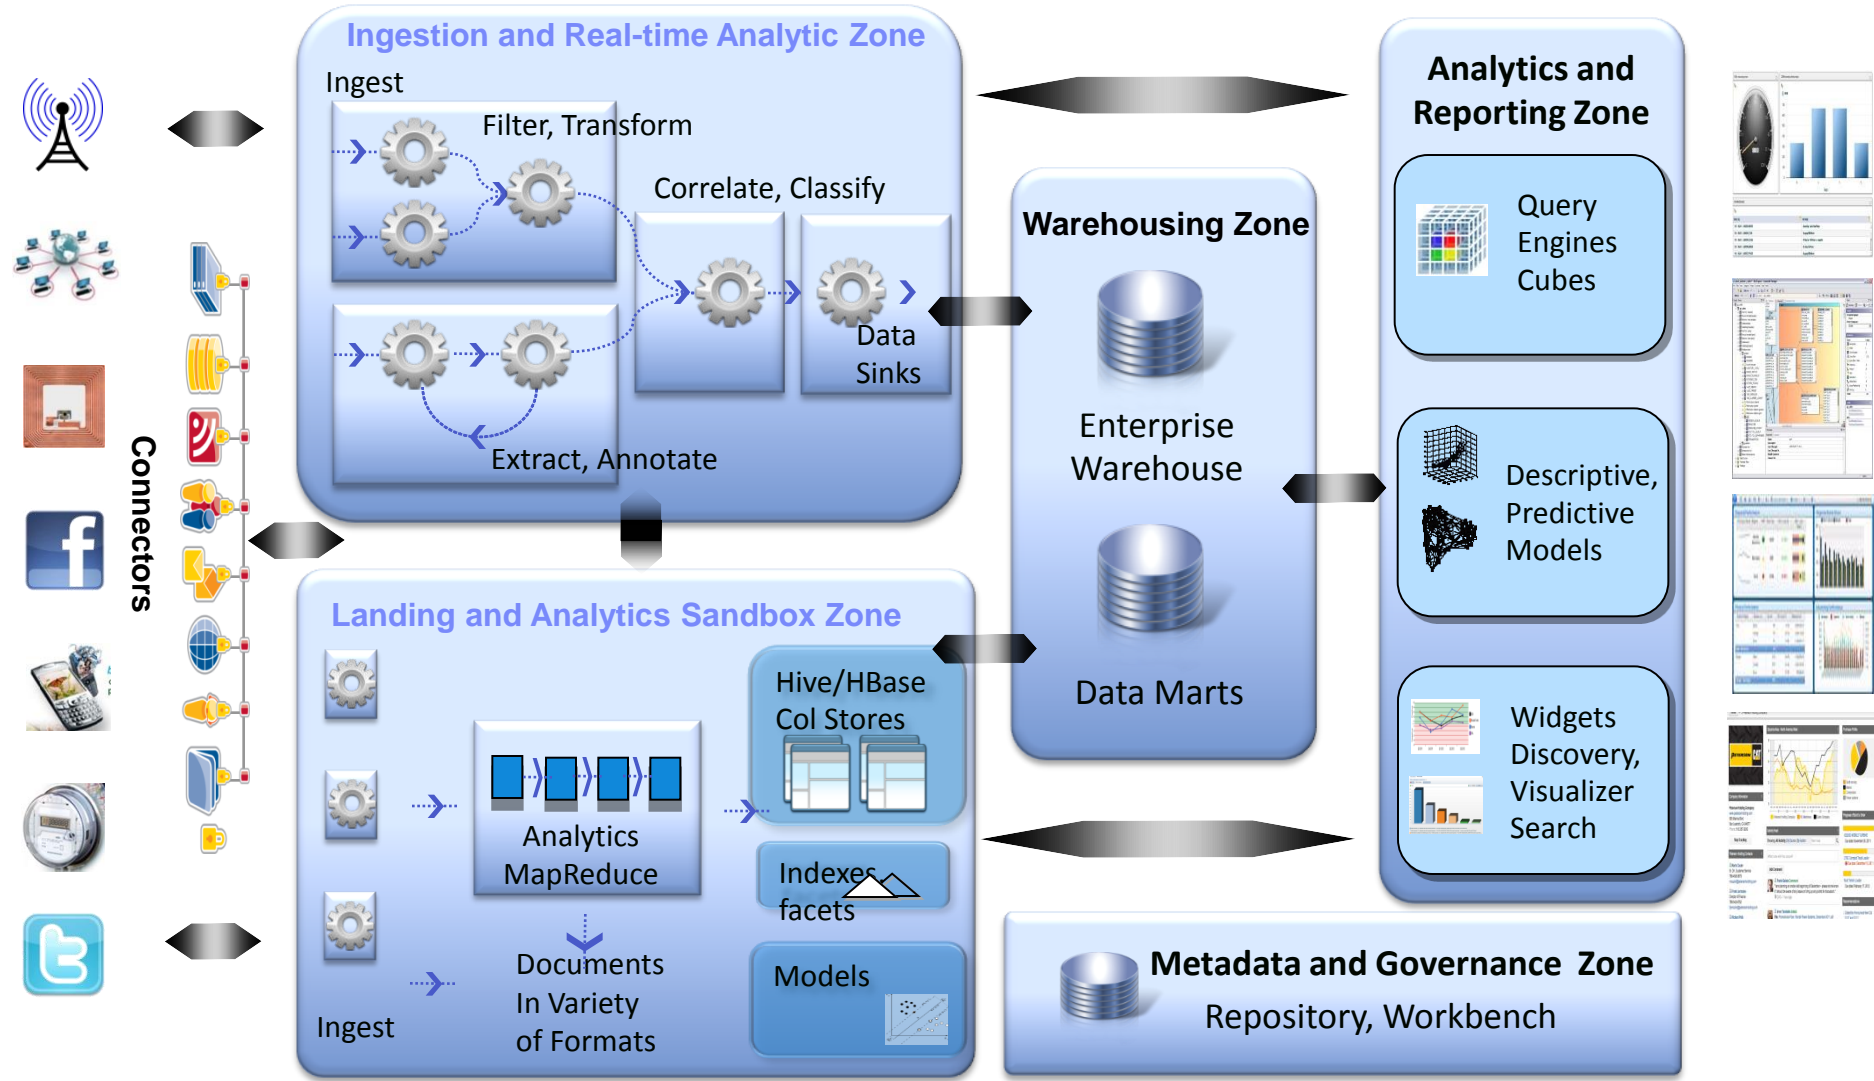 Ingestion and Real-time Analytic Zone
Ingest
Filter, Transform
Correlate, Classify
Data
Sinks
Extract, Annotate
Connectors
Landing and Analytics Sandbox Zone
Hive/HBase
Col Stores
Analytics
MapReduce
Indexes,
facets
Documents
In Variety
of Formats
Models
Ingest
Warehousing Zone
Enterprise
Warehouse
Data Marts
Analytics and
Reporting Zone
Query
Engines
Cubes
Descriptive,
Predictive
Models
Widgets
Discovery,
Visualizer
Search
Metadata and Governance Zone
Repository, Workbench